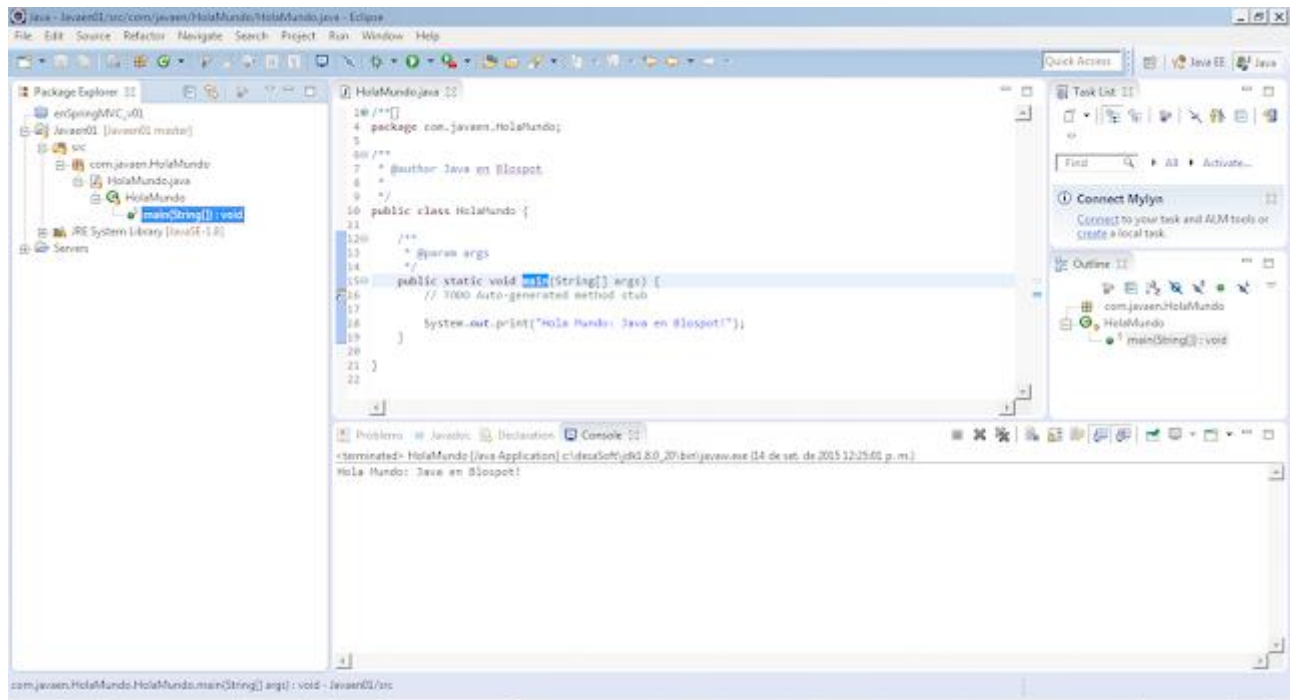 Java - Javaen01/src/com/javaen/HolaMundo/HolaMundo.java - Eclipse
File Edit Source Refactor Navigate Search Project Run Window Help
Quick Access Java EE Java
Package Explorer
enSpringMVC_v01
Javaen01 [Javaen01 master]
src
com.javaen.HolaMundo
HolaMundo.java
HolaMundo
main(String[]) : void
JRE System Library [JavaSE-1.8]
Servers
HolaMundo.java
1 /**
4 package com.javaen.HolaMundo;
5
6 /**
7 * @author Java en Blospot
8 *
9 */
10 public class HolaMundo {
11
12 /**
13 * @param args
14 */
15 public static void main(String[] args) {
16 // TODO Auto-generated method stub
17
18 System.out.print("Hola Mundo: Java en Blospot!");
19 }
20
21 }
22
Task List
Find All Activate...
Connect Mylyn
Connect to your task and ALM tools or
create a local task.
Outline
com.javaen.HolaMundo
HolaMundo
main(String[]) : void
Problems Javadoc Declaration Console
<terminated> HolaMundo [Java Application] c:\desaSoft\jdk1.8.0_20\bin\javaw.exe (14 de set. de 2015 12:25:01 p. m.)
Hola Mundo: Java en Blospot!
com.javaen.HolaMundo.HolaMundo.main(String[] args) : void - Javaen01/src